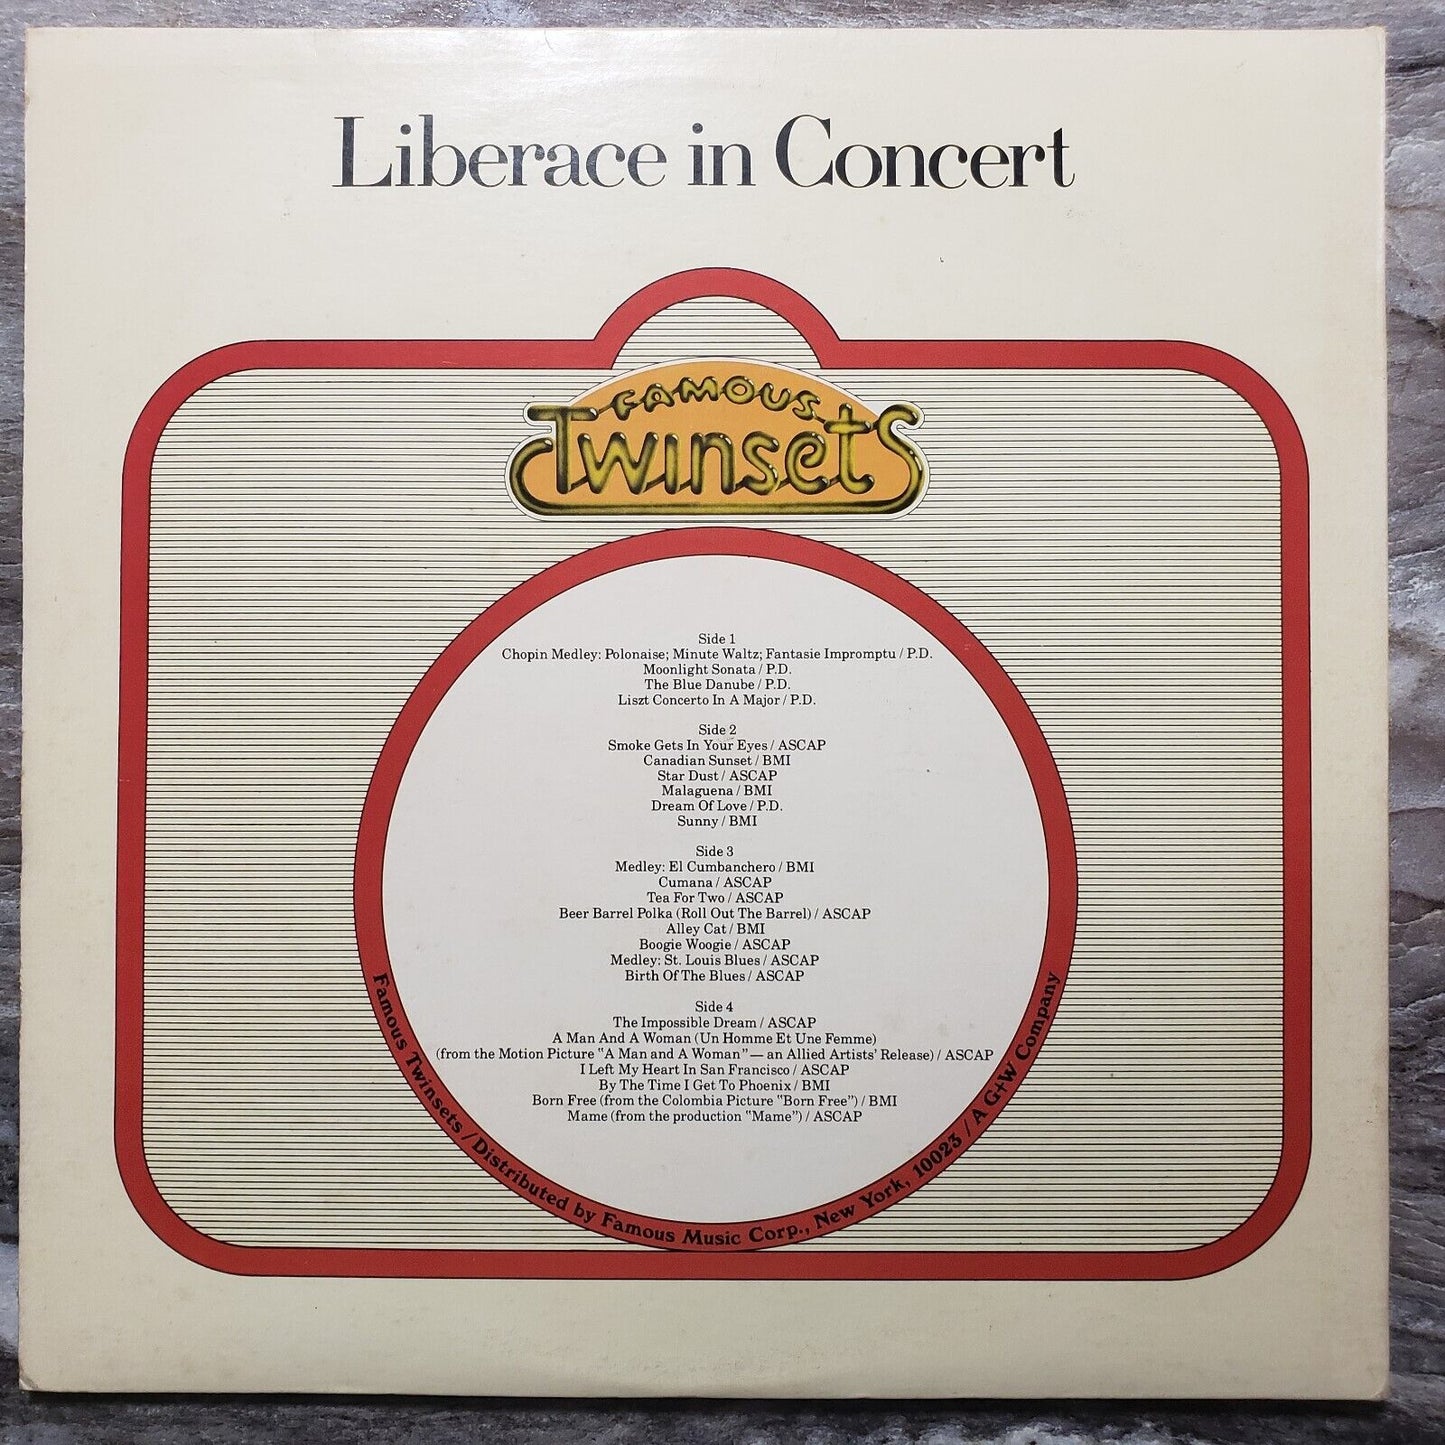 Liberace in Concert
FAMOUS
Twinsets
Side 1
Chopin Medley: Polonaise; Minute Waltz; Fantasie Impromptu / P.D.
Moonlight Sonata / P.D.
The Blue Danube / P.D.
Liszt Concerto In A Major / P.D.
Side 2
Smoke Gets In Your Eyes / ASCAP
Canadian Sunset / BMI
Star Dust / ASCAP
Malaguena / BMI
Dream Of Love / P.D.
Sunny / BMI
Side 3
Medley: El Cumbanchero / BMI
Cumana / ASCAP
Tea For Two / ASCAP
Beer Barrel Polka (Roll Out The Barrel) / ASCAP
Alley Cat / BMI
Boogie Woogie / ASCAP
Medley: St. Louis Blues / ASCAP
Birth Of The Blues / ASCAP
Side 4
The Impossible Dream / ASCAP
A Man And A Woman (Un Homme Et Une Femme)
(from the Motion Picture "A Man and A Woman" — an Allied Artists' Release) / ASCAP
I Left My Heart In San Francisco / ASCAP
By The Time I Get To Phoenix / BMI
Born Free (from the Colombia Picture "Born Free") / BMI
Mame (from the production "Mame") / ASCAP
Famous Twinsets / Distributed by Famous Music Corp., New York, 10023 / A G+W Company